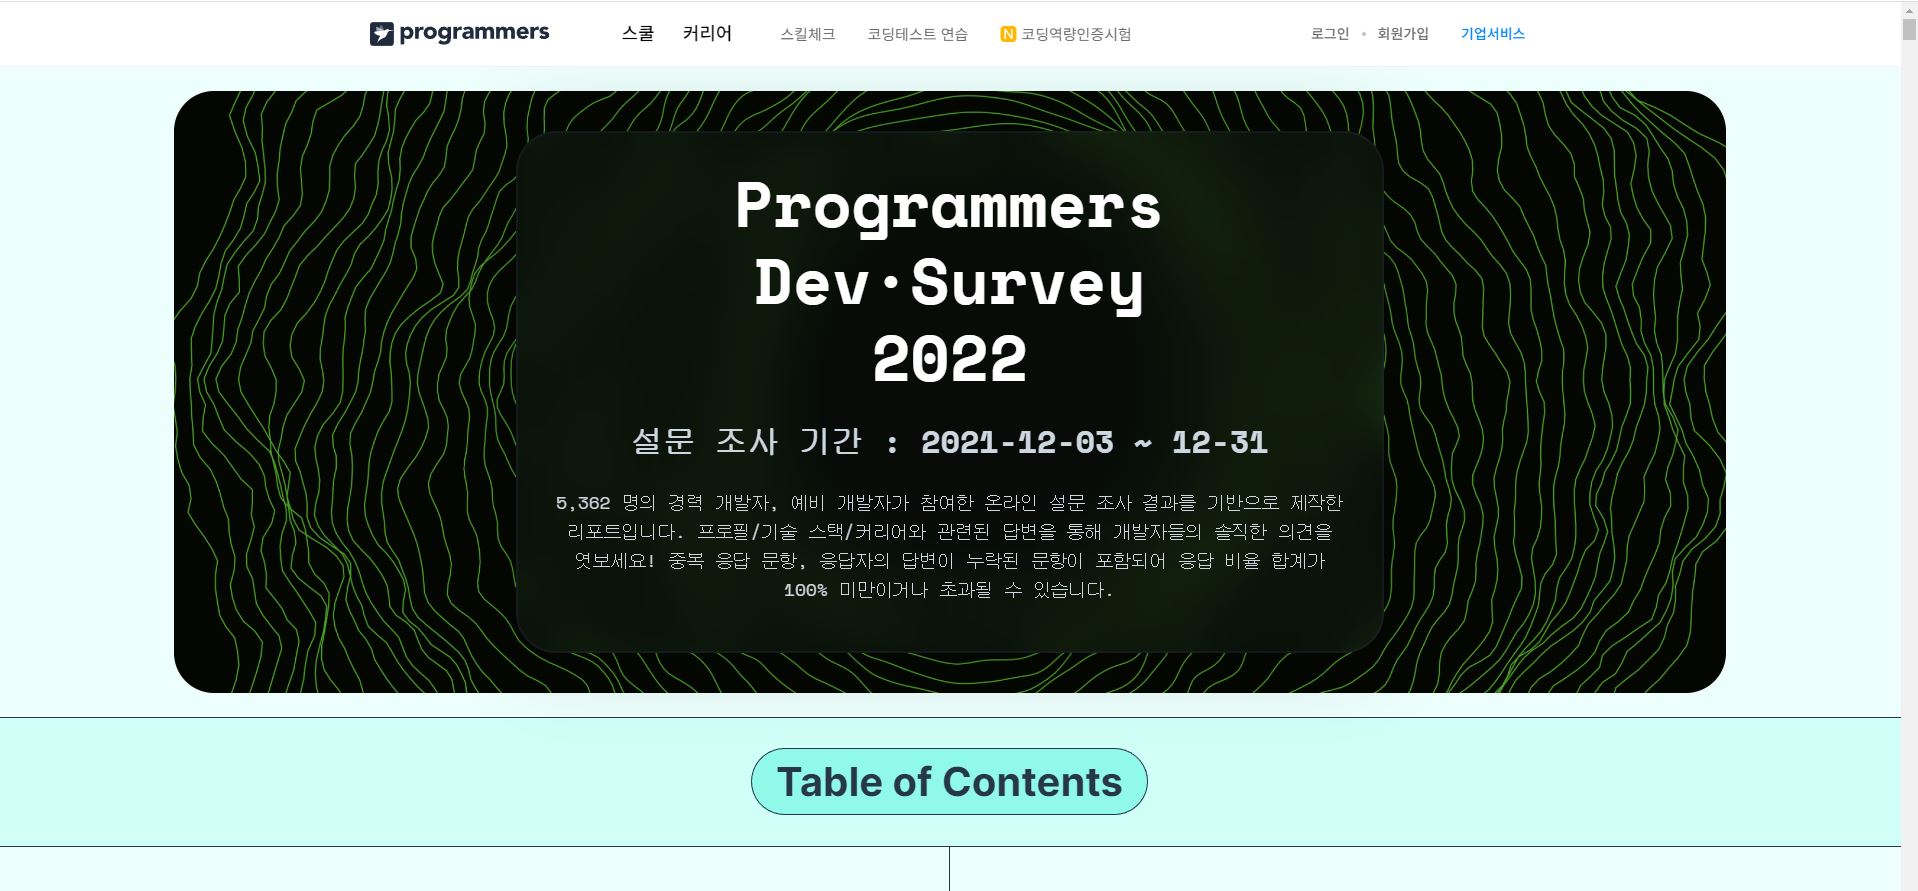 programmers
스쿨
커리어
스킬체크
코딩테스트 연습
N 코딩역량인증시험
로그인 • 회원가입
기업서비스
Programmers
Dev·Survey
2022
설문 조사 기간 : 2021-12-03 ~ 12-31
5,362 명의 경력 개발자, 예비 개발자가 참여한 온라인 설문 조사 결과를 기반으로 제작한
리포트입니다. 프로필/기술 스택/커리어와 관련된 답변을 통해 개발자들의 솔직한 의견을
엿보세요! 중복 응답 문항, 응답자의 답변이 누락된 문항이 포함되어 응답 비율 합계가
100% 미만이거나 초과될 수 있습니다.
Table of Contents